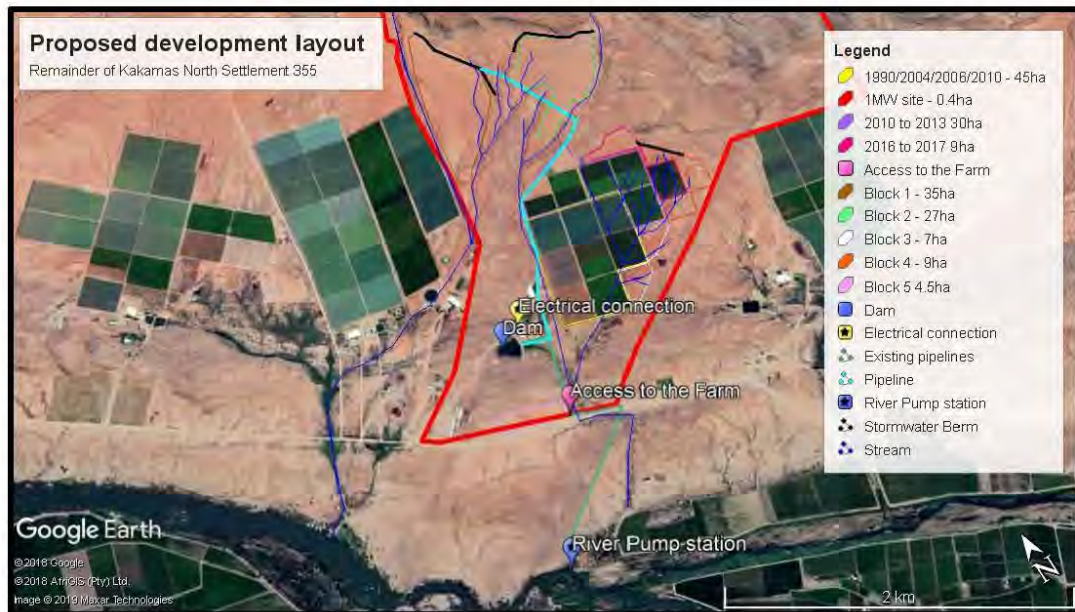 Proposed development layout
Remainder of Kakamas North Settlement 355
Legend
1990/2004/2006/2010 - 45ha
1MW site - 0.4ha
2010 to 2013 30ha
2016 to 2017 9ha
Access to the Farm
Block 1 - 35ha
Block 2 - 27ha
Block 3 - 7ha
Block 4 - 9ha
Block 5 4.5ha
Dam
Electrical connection
Existing pipelines
Pipeline
River Pump station
Stormwater Berm
Stream
Electrical connection
Dam
Access to the Farm
River Pump station
Google Earth
© 2018 Google
© 2018 AfriGIS (Pty) Ltd.
Image © 2019 Maxar Technologies
N
2 km